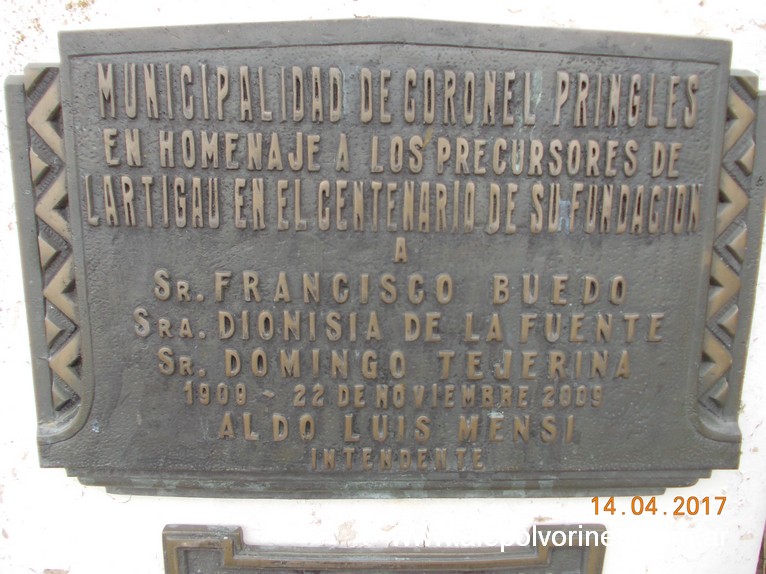 MUNICIPALIDAD DE CORONEL PRINGLES
EN HOMENAJE A LOS PRECURSORES DE
LARTIGAU EN EL CENTENARIO DE SU FUNDACION
A
SR. FRANCISCO BUEDO
SRA. DIONISIA DE LA FUENTE
SR. DOMINGO TEJERINA
1909 - 22 DE NOVIEMBRE 2009
ALDO LUIS MENSI
INTENDENTE
14.04.2017